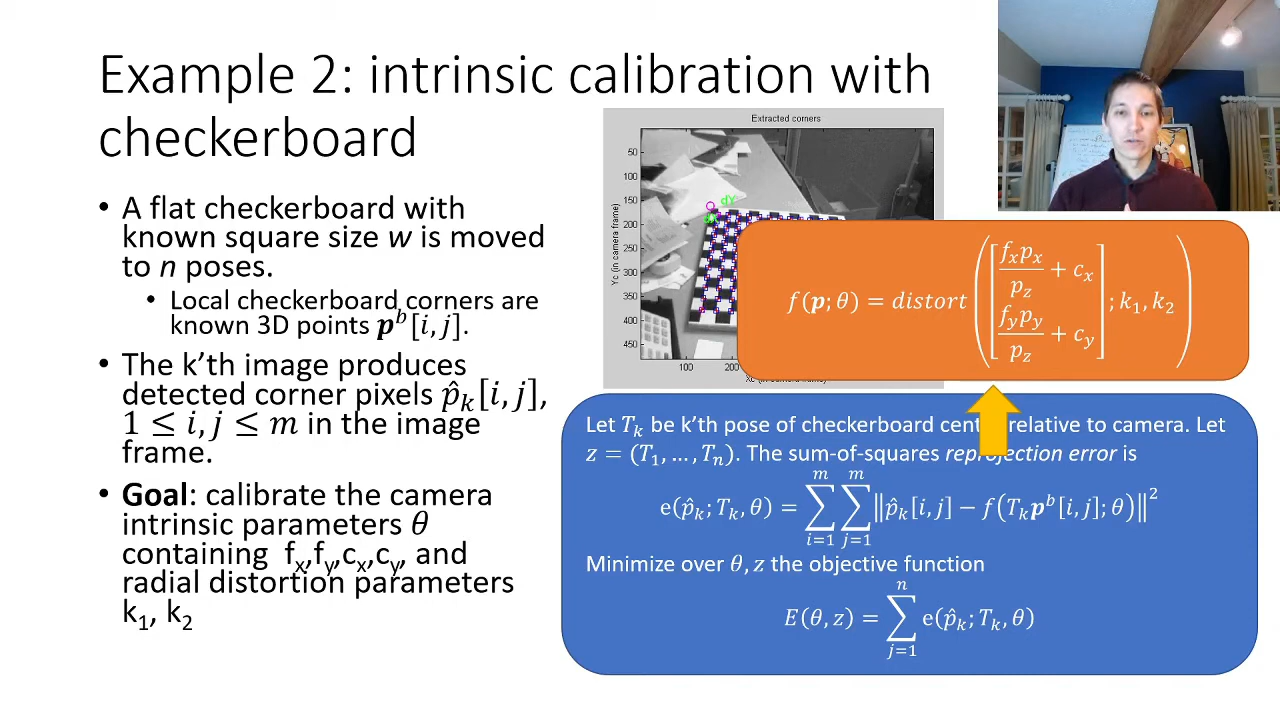 Example 2: intrinsic calibration with
checkerboard
• A flat checkerboard with
known square size w is moved
to n poses.
• Local checkerboard corners are
known 3D points p^b[i, j].
• The k'th image produces
detected corner pixels p̂_k[i, j],
1 ≤ i, j ≤ m in the image
frame.
• Goal: calibrate the camera
intrinsic parameters θ
containing f_x,f_y,c_x,c_y, and
radial distortion parameters
k_1, k_2
Extracted corners
Yc (in camera frame)
50
100
150
200
250
300
350
400
450
100
200
Xc (in camera frame)
dY
f(p; θ) = distort([f_x p_x / p_z + c_x
f_y p_y / p_z + c_y]; k_1, k_2)
Let T_k be k'th pose of checkerboard cent relative to camera. Let
z = (T_1, … , T_n). The sum-of-squares reprojection error is
e(p̂_k; T_k, θ) = ∑_{i=1}^{m} ∑_{j=1}^{m} ‖p̂_k[i, j] − f(T_k p^b[i, j]; θ)‖^2
Minimize over θ, z the objective function
E(θ, z) = ∑_{j=1}^{n} e(p̂_k; T_k, θ)